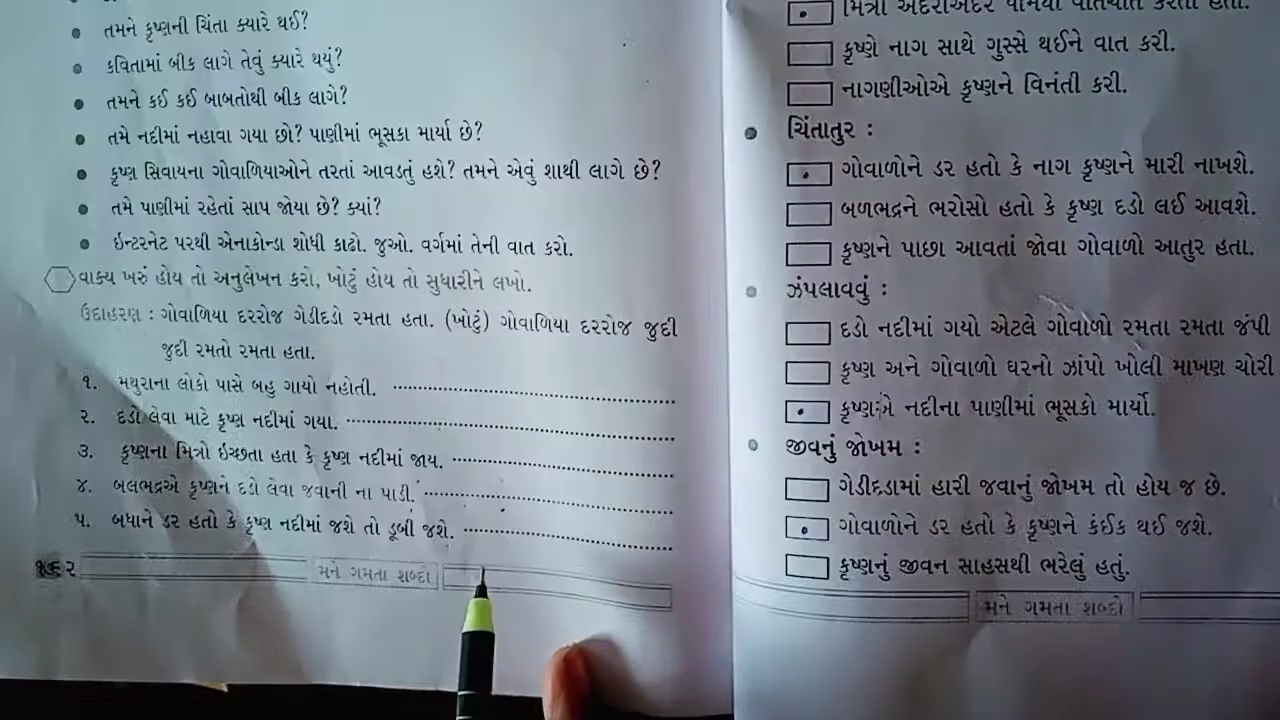 તમને કૃષ્ણની ચિંતા ક્યારે થઈ?
કવિતામાં બીક લાગે તેવું ક્યારે થયું?
તમને કઈ કઈ બાબતોથી બીક લાગે?
તમે નદીમાં નહાવા ગયા છો? પાણીમાં ભૂસકા માર્યા છે?
કૃષ્ણ સિવાયના ગોવાળિયાઓને તરતાં આવડતું હશે? તમને એવું શાથી લાગે છે?
તમે પાણીમાં રહેતાં સાપ જોયા છે? ક્યાં?
ઇન્ટરનેટ પરથી એનાકોન્ડા શોધી કાઢો. જુઓ. વર્ગમાં તેની વાત કરો.
વાક્ય ખરું હોય તો અનુલેખન કરો, ખોટું હોય તો સુધારીને લખો.
ઉદાહરણ : ગોવાળિયા દરરોજ ગેડીદડો રમતા હતા. (ખોટું) ગોવાળિયા દરરોજ જુદી
જુદી રમતો રમતા હતા.
૧. મથુરાના લોકો પાસે બહુ ગાયો નહોતી.
૨. દડો લેવા માટે કૃષ્ણ નદીમાં ગયા.
૩. કૃષ્ણના મિત્રો ઇચ્છતા હતા કે કૃષ્ણ નદીમાં જાય.
૪. બલભદ્રએ કૃષ્ણને દડો લેવા જવાની ના પાડી.
૫. બધાને ડર હતો કે કૃષ્ણ નદીમાં જશે તો ડૂબી જશે.
મને ગમતા શબ્દો
કૃષ્ણે નાગ સાથે ગુસ્સે થઈને વાત કરી.
નાગણીઓએ કૃષ્ણને વિનંતી કરી.
ચિંતાતુર :
ગોવાળોને ડર હતો કે નાગ કૃષ્ણને મારી નાખશે.
બળભદ્રને ભરોસો હતો કે કૃષ્ણ દડો લઈ આવશે.
કૃષ્ણને પાછા આવતાં જોવા ગોવાળો આતુર હતા.
ઝંપલાવવું :
દડો નદીમાં ગયો એટલે ગોવાળો રમતા રમતા જંપી
કૃષ્ણ અને ગોવાળો ઘરનો ઝાંપો ખોલી માખણ ચોરી
નદીના પાણીમાં ભૂસકો માર્યો.
જીવનું જોખમ :
ગેડીદડામાં હારી જવાનું જોખમ તો હોય જ છે.
ગોવાળોને ડર હતો કે કૃષ્ણને કંઈક થઈ જશે.
કૃષ્ણનું જીવન સાહસથી ભરેલું હતું.
મને ગમતા શબ્દો